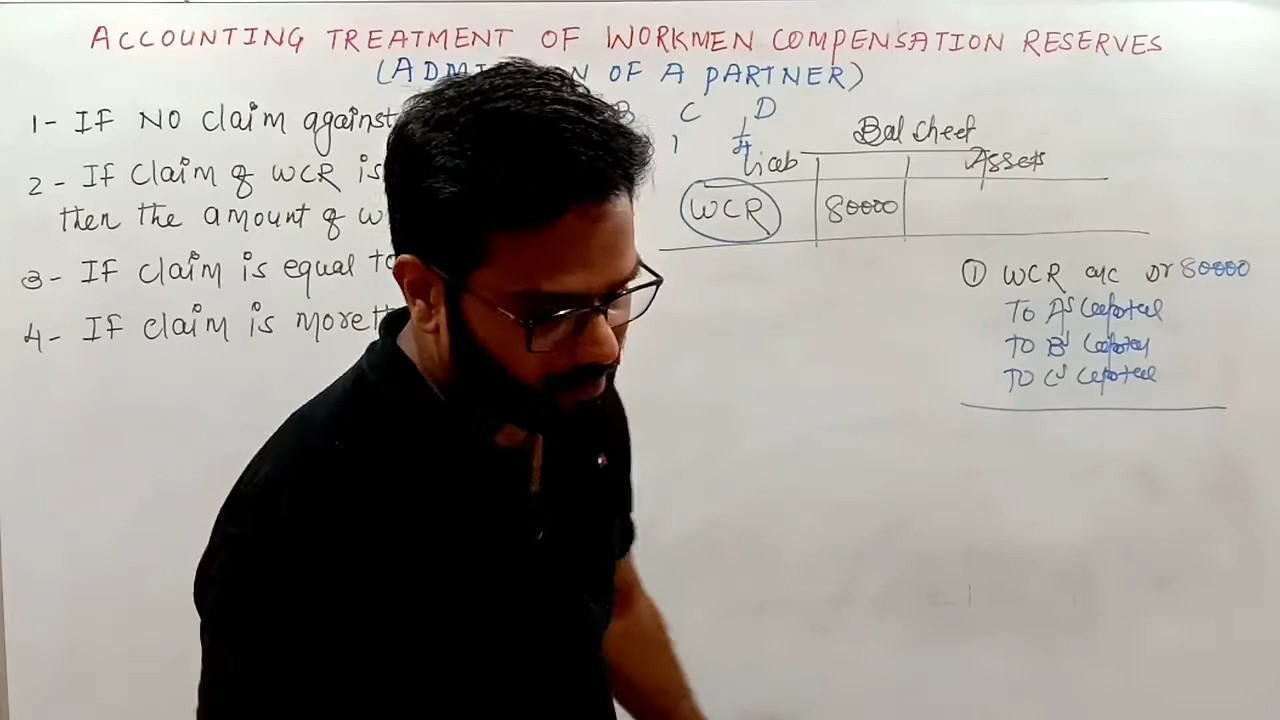 ACCOUNTING TREATMENT OF WORKMEN COMPENSATION RESERVES
(ADMI N OF A PARTNER)
1- IF NO claim against
2 - If Claim of WCR is
then the amount of w
3- IF claim is equal to
4- IF claim is more
B C D
1
Bal Sheet
Liab Assets
WCR 80000
① WCR a/c Dr 80000
To A's Capital
To B's Capital
To C's Capital